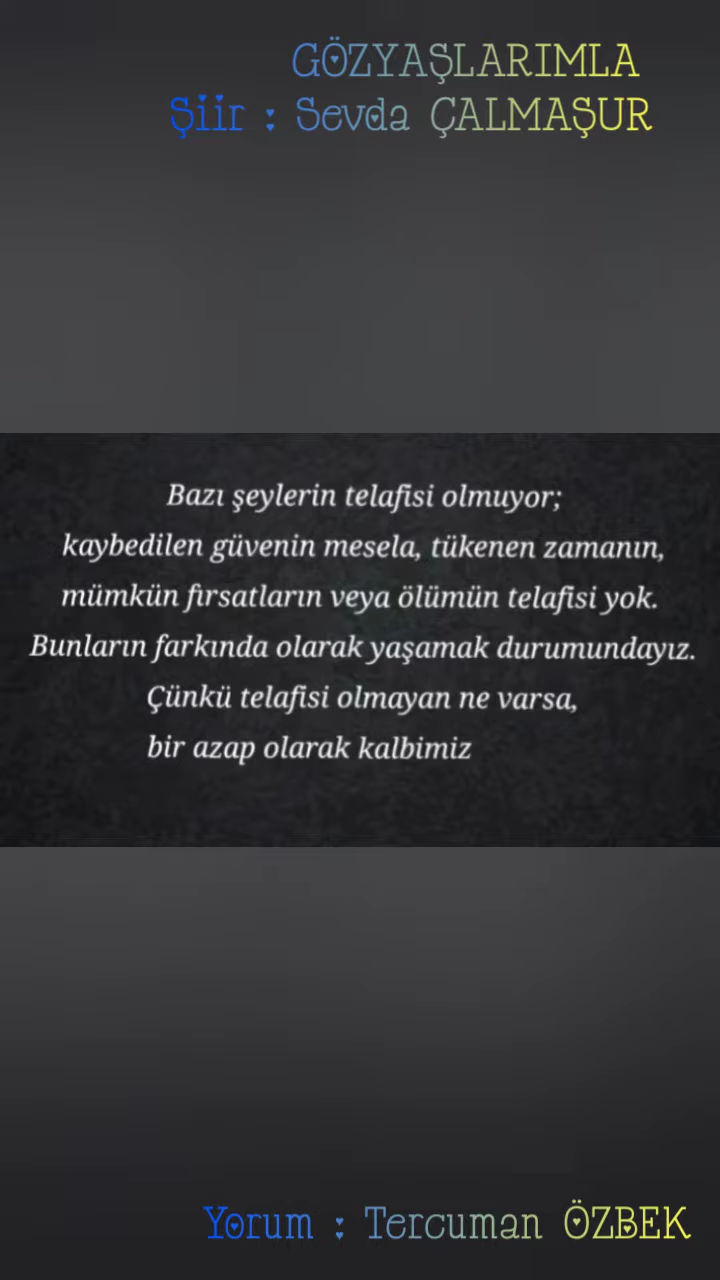 GÖZYAŞLARIMLA
Şiir : Sevda ÇALMAŞUR
Bazı şeylerin telafisi olmuyor;
kaybedilen güvenin mesela, tükenen zamanın,
mümkün fırsatların veya ölümün telafisi yok.
Bunların farkında olarak yaşamak durumundayız.
Çünkü telafisi olmayan ne varsa,
bir azap olarak kalbimiz
Yorum : Tercuman ÖZBEK